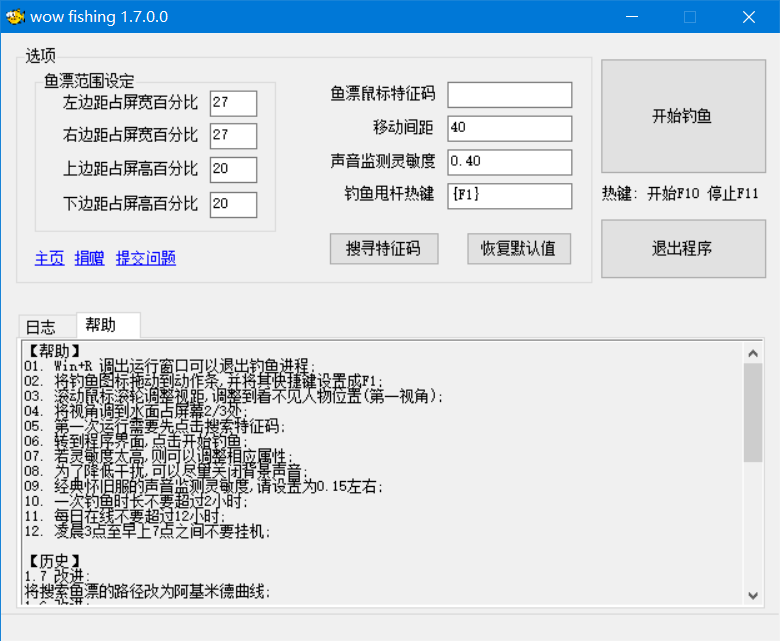 wow fishing 1.7.0.0
选项
鱼漂范围设定
左边距占屏宽百分比 27
右边距占屏宽百分比 27
上边距占屏高百分比 20
下边距占屏高百分比 20
主页 捐赠 提交问题
鱼漂鼠标特征码
移动间距 40
声音监测灵敏度 0.40
钓鱼甩杆热键 {F1}
搜寻特征码 恢复默认值
开始钓鱼
热键: 开始F10 停止F11
退出程序
日志 帮助
【帮助】
01. Win+R 调出运行窗口可以退出钓鱼进程;
02. 将钓鱼图标拖动到动作条,并将其快捷键设置成F1;
03. 滚动鼠标滚轮调整视距,调整到看不见人物位置(第一视角);
04. 将视角调到水面占屏幕2/3处;
05. 第一次运行需要先点击搜索特征码;
06. 转到程序界面,点击开始钓鱼;
07. 若灵敏度太高,则可以调整相应属性;
08. 为了降低干扰,可以尽量关闭背景声音;
09. 经典怀旧服的声音监测灵敏度,请设置为0.15左右;
10. 一次钓鱼时长不要超过2小时;
11. 每日在线不要超过12小时;
12. 凌晨3点至早上7点之间不要挂机;
【历史】
1.7 改进:
将搜索鱼漂的路径改为阿基米德曲线;
1.6 改进: